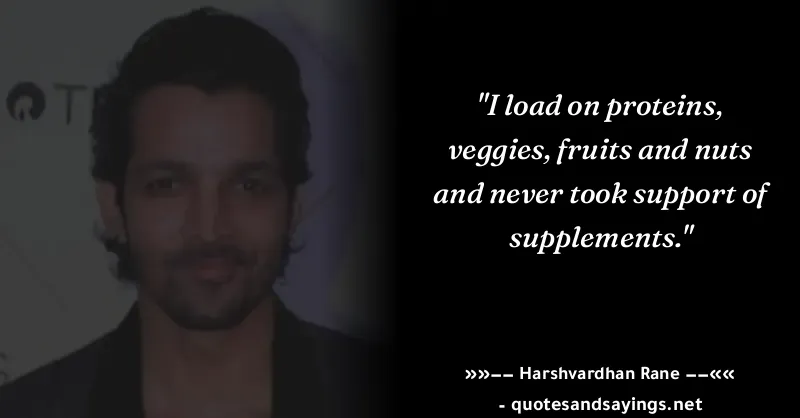 "I load on proteins,
veggies, fruits and nuts
and never took support of
supplements."
»»–– Harshvardhan Rane ––««
- quotesandsayings.net